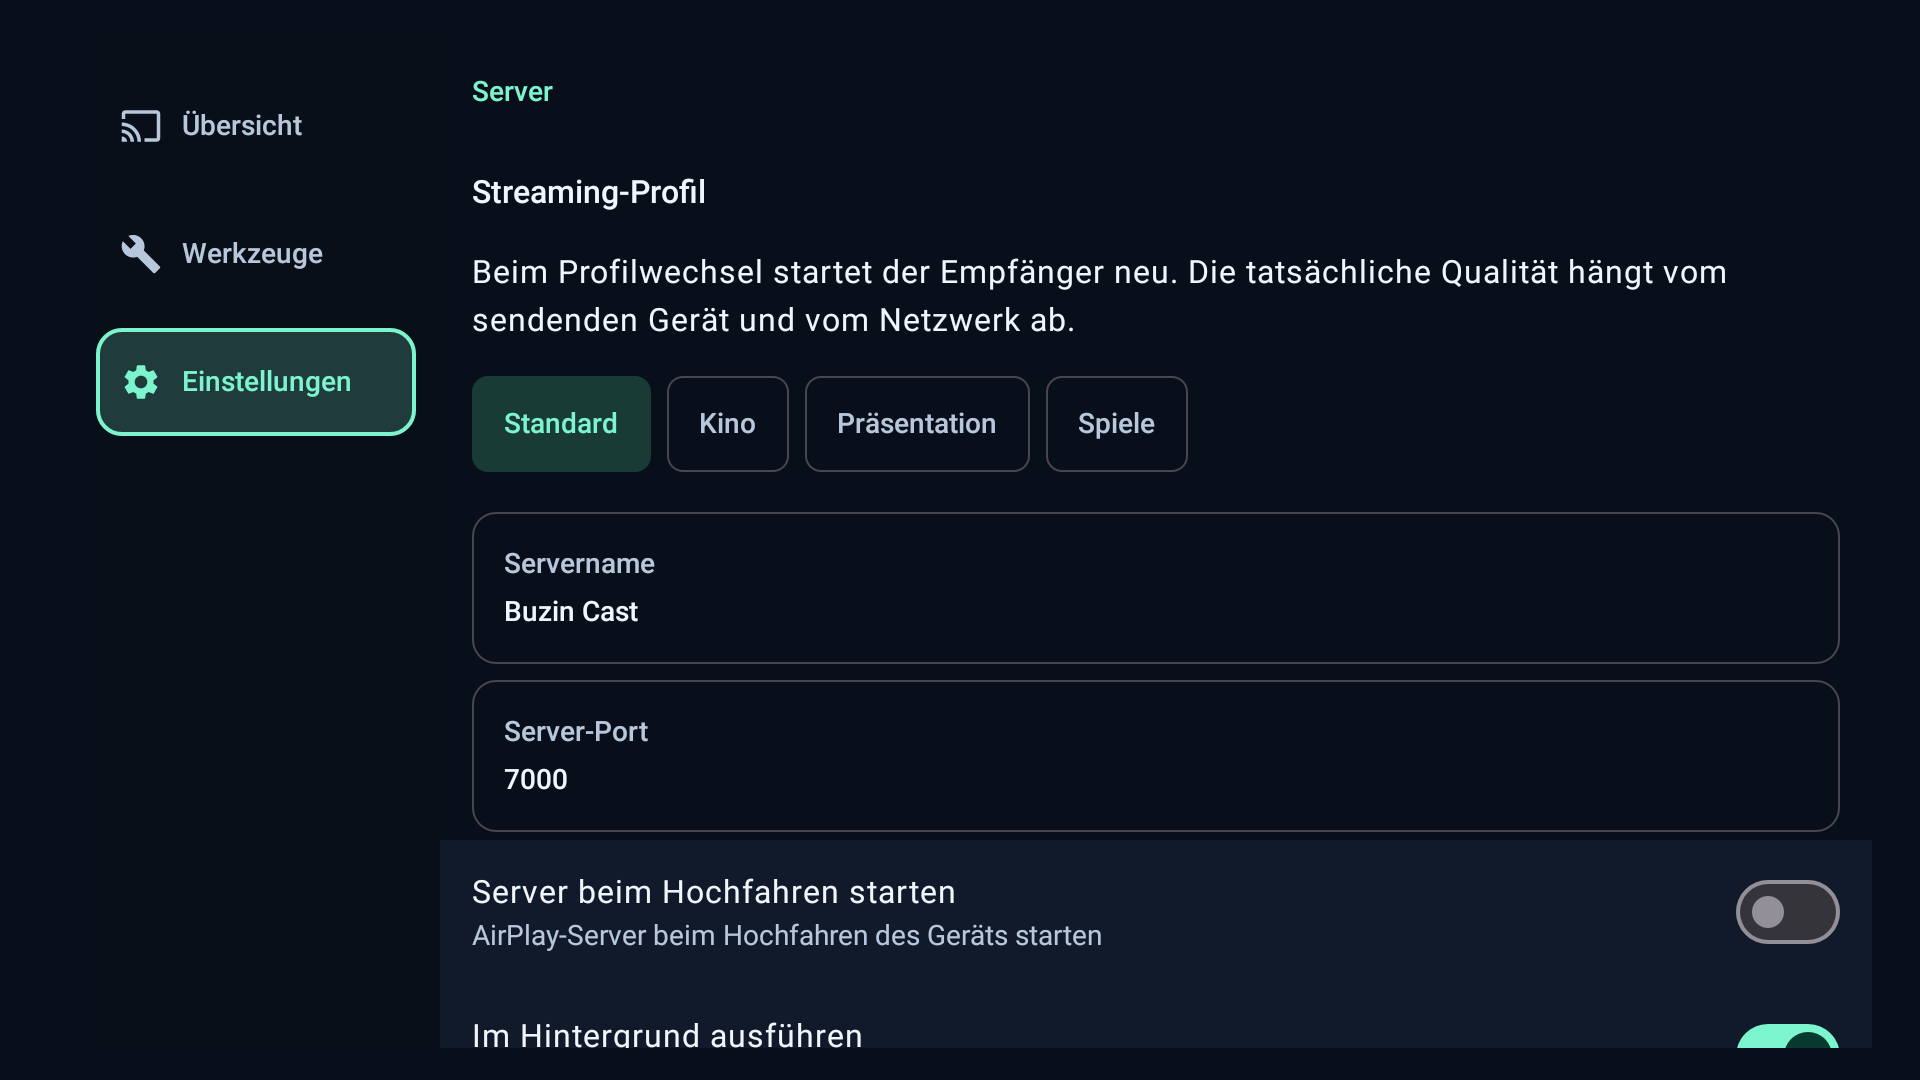 Übersicht
Werkzeuge
Einstellungen
Server
Streaming-Profil
Beim Profilwechsel startet der Empfänger neu. Die tatsächliche Qualität hängt vom
sendenden Gerät und vom Netzwerk ab.
Standard
Kino
Präsentation
Spiele
Servername
Buzin Cast
Server-Port
7000
Server beim Hochfahren starten
AirPlay-Server beim Hochfahren des Geräts starten
Im Hintergrund ausführen